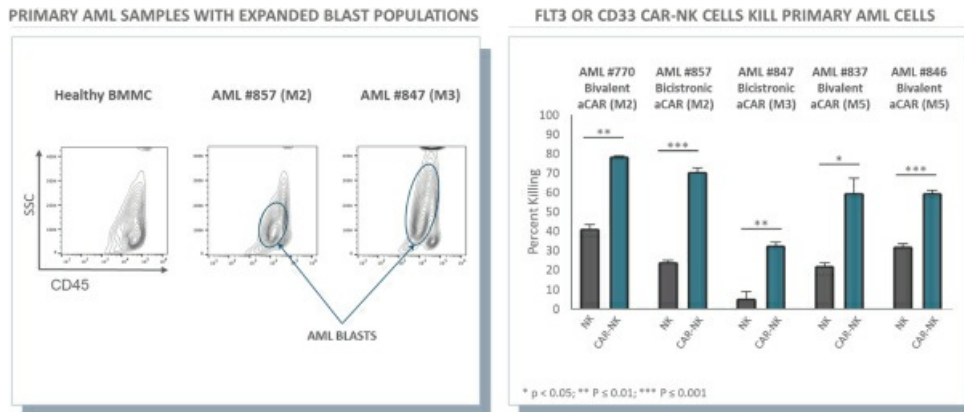 PRIMARY AML SAMPLES WITH EXPANDED BLAST POPULATIONS
Healthy BMMC
AML #857 (M2)
AML #847 (M3)
SSC
CD45
AML BLASTS
FLT3 OR CD33 CAR-NK CELLS KILL PRIMARY AML CELLS
AML #770
Bivalent
aCAR (M2)
AML #857
Bicistronic
aCAR (M2)
AML #847
Bicistronic
aCAR (M3)
AML #837
Bivalent
aCAR (M5)
AML #846
Bivalent
aCAR (M5)
Percent Killing
100
90
80
70
60
50
40
30
20
10
0
**
***
**
*
***
NK
CAR-NK
NK
CAR-NK
NK
CAR-NK
NK
CAR-NK
NK
CAR-NK
* p < 0.05; ** P ≤ 0.01; *** P ≤ 0.001